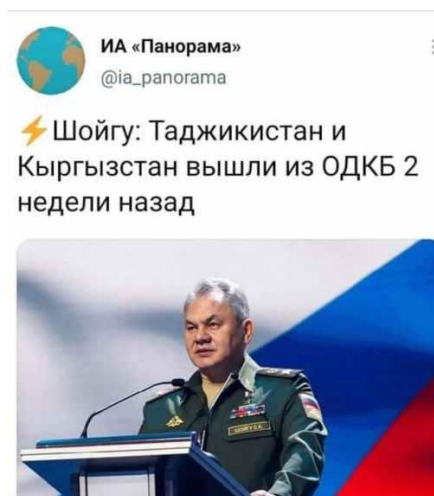 ИА «Панорама»
@ia_panorama
⚡Шойгу: Таджикистан и
Кыргызстан вышли из ОДКБ 2
недели назад